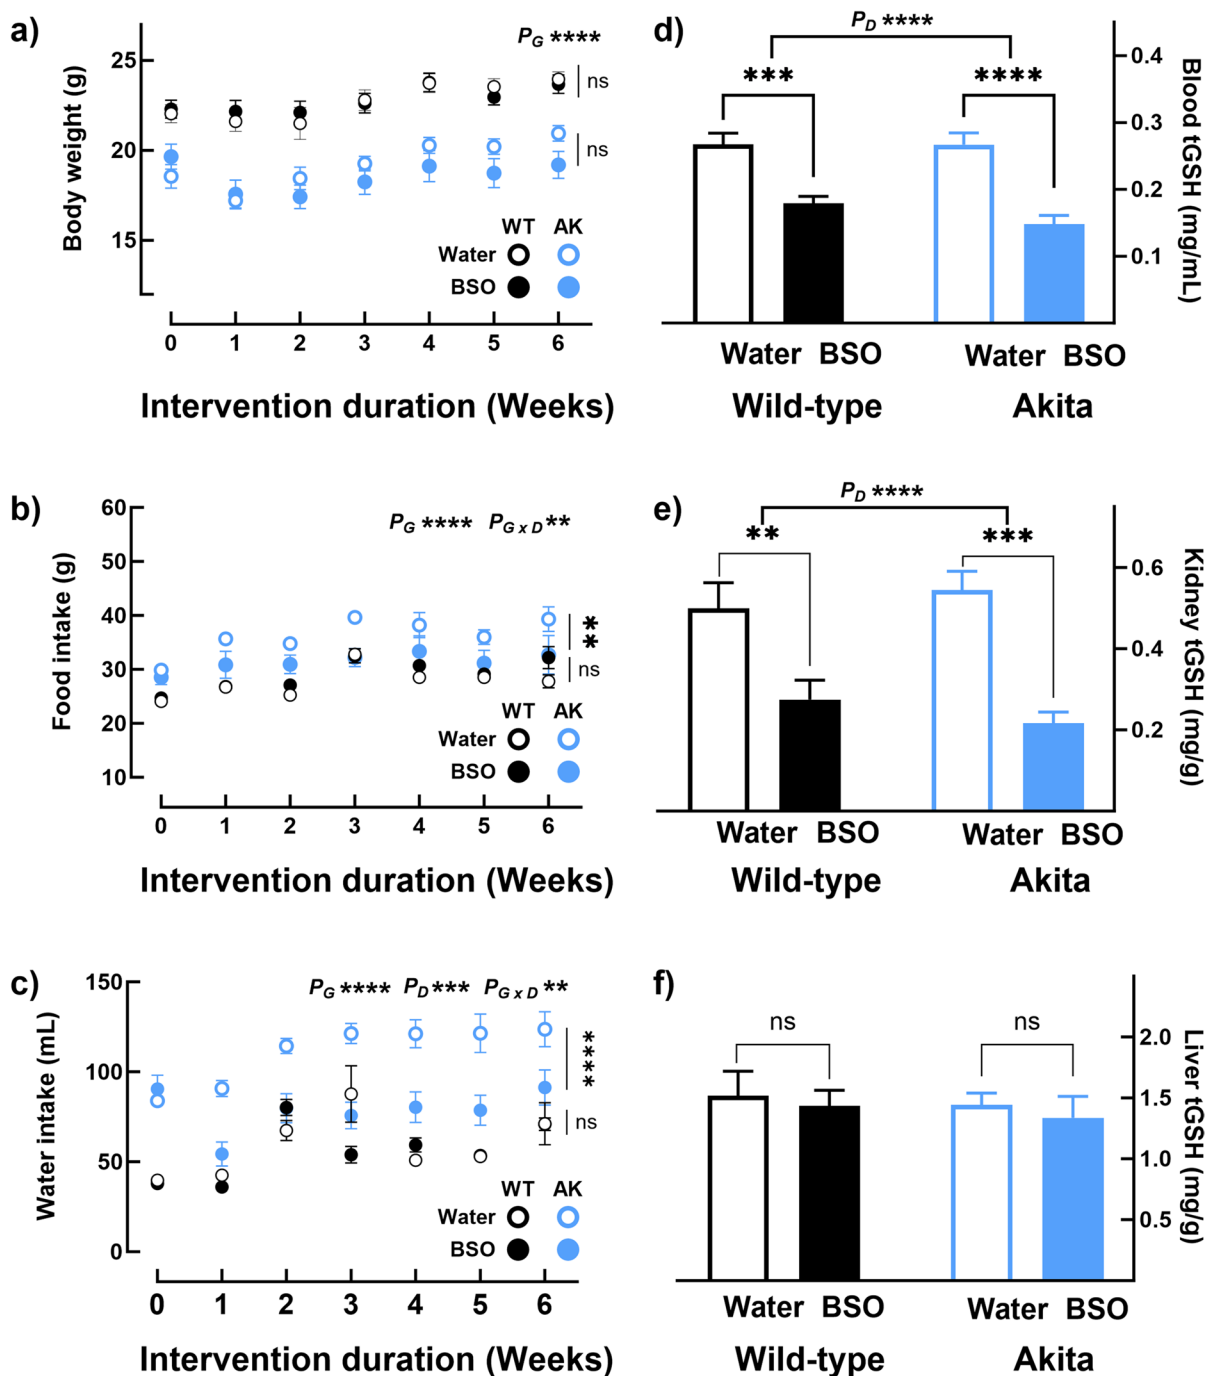 a)
Body weight (g)
25
20
15
P_G ****
ns
ns
WT AK
Water
BSO
0 1 2 3 4 5 6
Intervention duration (Weeks)
d)
P_D ****
*** ****
Blood tGSH (mg/mL)
0.4
0.3
0.2
0.1
Water BSO Water BSO
Wild-type Akita
b)
Food intake (g)
60
50
40
30
20
10
P_G **** P_G x D **
**
ns
WT AK
Water
BSO
0 1 2 3 4 5 6
Intervention duration (Weeks)
e)
P_D ****
** ***
Kidney tGSH (mg/g)
0.6
0.4
0.2
Water BSO Water BSO
Wild-type Akita
c)
Water intake (mL)
150
100
50
0
P_G **** P_D *** P_G x D **
****
ns
WT AK
Water
BSO
0 1 2 3 4 5 6
Intervention duration (Weeks)
f)
ns ns
Liver tGSH (mg/g)
2.0
1.5
1.0
0.5
Water BSO Water BSO
Wild-type Akita